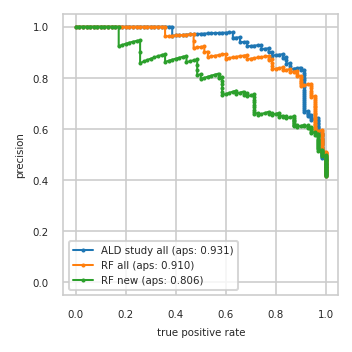 1.0
0.8
0.6
0.4
0.2
0.0
precision
ALD study all (aps: 0.931)
RF all (aps: 0.910)
RF new (aps: 0.806)
0.0 0.2 0.4 0.6 0.8 1.0
true positive rate